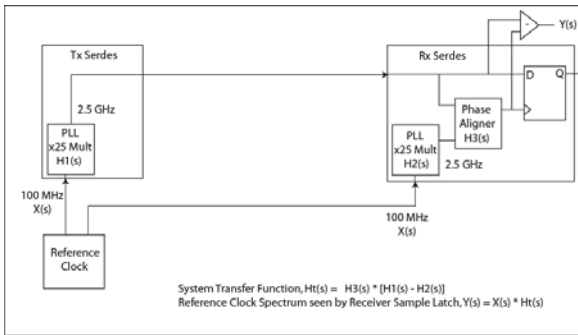 Tx Serdes
2.5 GHz
PLL
x25 Mult
H1(s)
100 MHz
X(s)
Reference
Clock
Y(s)
-
Rx Serdes
D
Q
Phase
Aligner
H3(s)
PLL
x25 Mult
H2(s)
2.5 GHz
100 MHz
X(s)
System Transfer Function, Ht(s) = H3(s) * [H1(s) - H2(s)]
Reference Clock Spectrum seen by Receiver Sample Latch, Y(s) = X(s) * Ht(s)